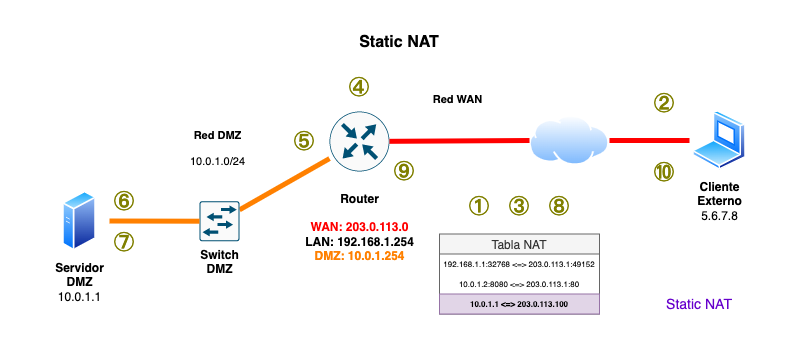 Static NAT
④
②
Red WAN
Red DMZ
⑤
10.0.1.0/24
⑨
⑩
Cliente
Externo
5.6.7.8
Router
⑥
①
③
⑧
WAN: 203.0.113.0
LAN: 192.168.1.254
DMZ: 10.0.1.254
⑦
Switch
DMZ
Tabla NAT
192.168.1.1:32768 <=> 203.0.113.1:49152
10.0.1.2:8080 <=> 203.0.113.1:80
10.0.1.1 <=> 203.0.113.100
Servidor
DMZ
10.0.1.1
Static NAT